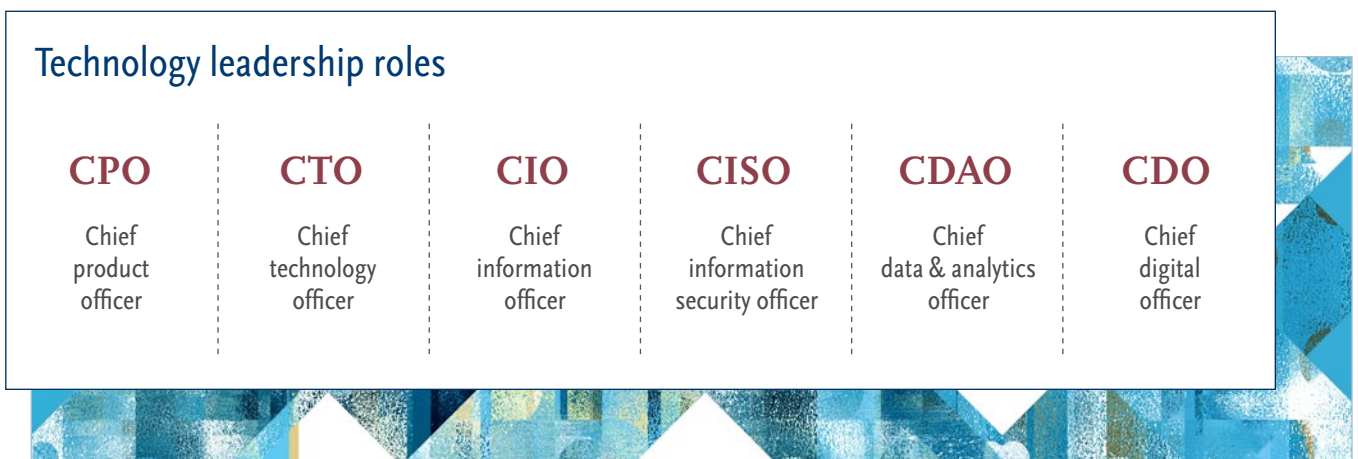 Technology leadership roles
CPO
Chief
product
officer
CTO
Chief
technology
officer
CIO
Chief
information
officer
CISO
Chief
information
security officer
CDAO
Chief
data & analytics
officer
CDO
Chief
digital
officer